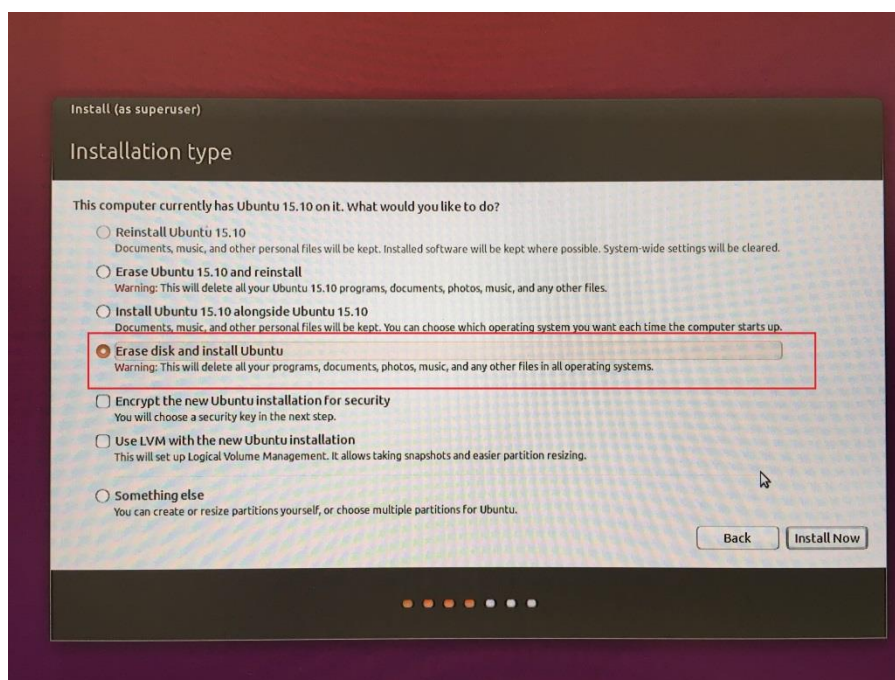 Install (as superuser)
Installation type
This computer currently has Ubuntu 15.10 on it. What would you like to do?
Reinstall Ubuntu 15.10
Documents, music, and other personal files will be kept. Installed software will be kept where possible. System-wide settings will be cleared.
Erase Ubuntu 15.10 and reinstall
Warning: This will delete all your Ubuntu 15.10 programs, documents, photos, music, and any other files.
Install Ubuntu 15.10 alongside Ubuntu 15.10
Documents, music, and other personal files will be kept. You can choose which operating system you want each time the computer starts up.
Erase disk and install Ubuntu
Warning: This will delete all your programs, documents, photos, music, and any other files in all operating systems.
Encrypt the new Ubuntu installation for security
You will choose a security key in the next step.
Use LVM with the new Ubuntu installation
This will set up Logical Volume Management. It allows taking snapshots and easier partition resizing.
Something else
You can create or resize partitions yourself, or choose multiple partitions for Ubuntu.
Back Install Now